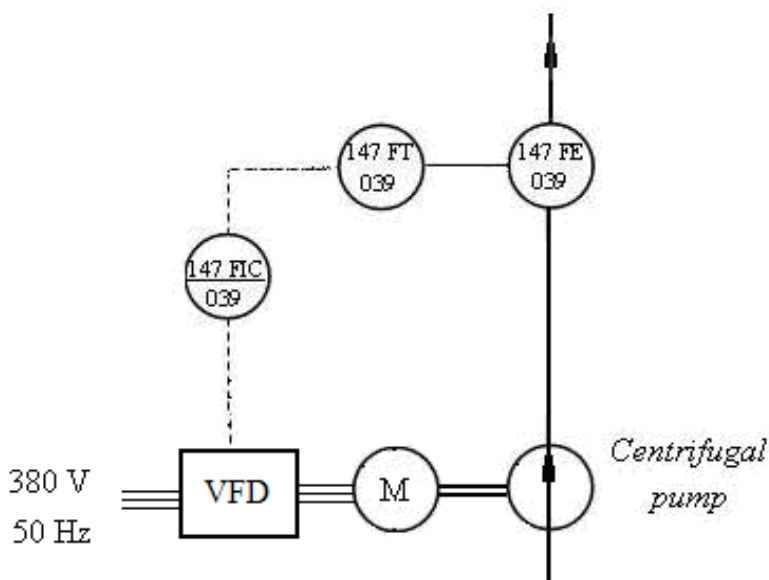 147 FT
039
147 FE
039
147 FIC
039
380 V
50 Hz
VFD
M
Centrifugal
pump